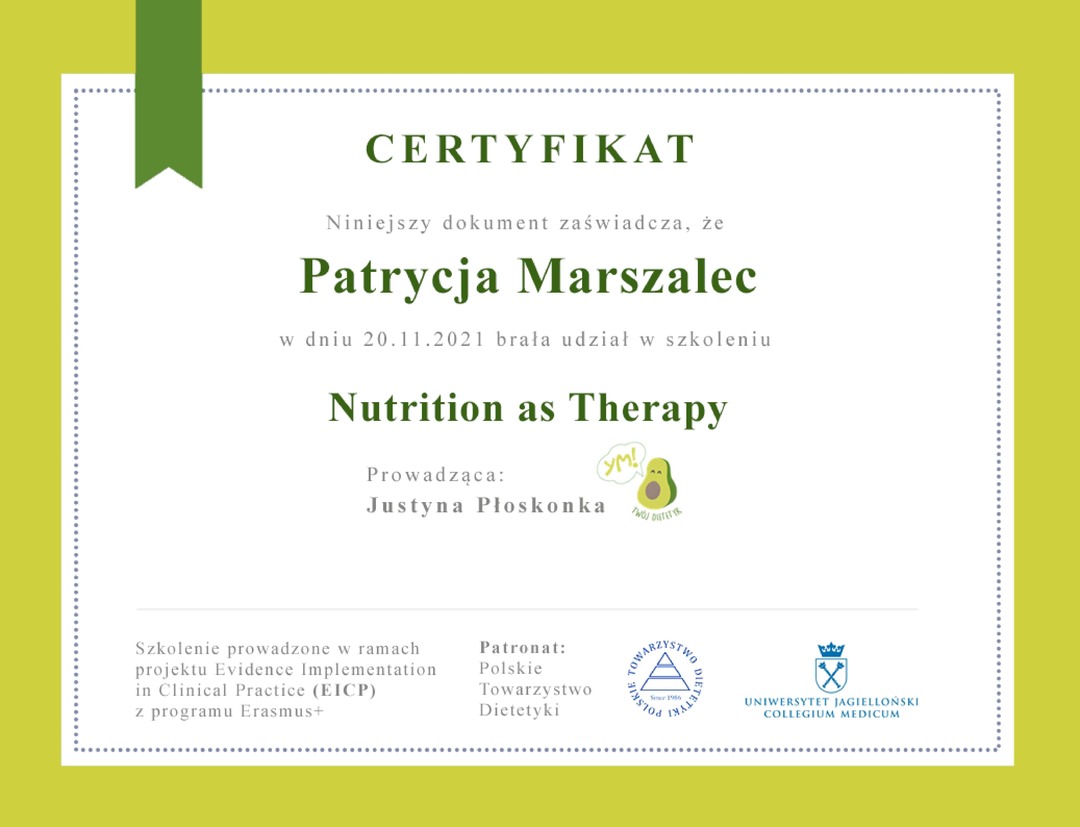 CERTYFIKAT
Niniejszy dokument zaświadcza, że
Patrycja Marszalec
w dniu 20.11.2021 brała udział w szkoleniu
Nutrition as Therapy
Prowadząca:
Justyna Płoskonka
YM!
TWÓJ DIETETYK
Szkolenie prowadzone w ramach
projektu Evidence Implementation
in Clinical Practice (EICP)
z programu Erasmus+
Patronat:
Polskie
Towarzystwo
Dietetyki
POLSKIE TOWARZYSTWO DIETETYKI
Since 1986
UNIWERSYTET JAGIELLOŃSKI
COLLEGIUM MEDICUM